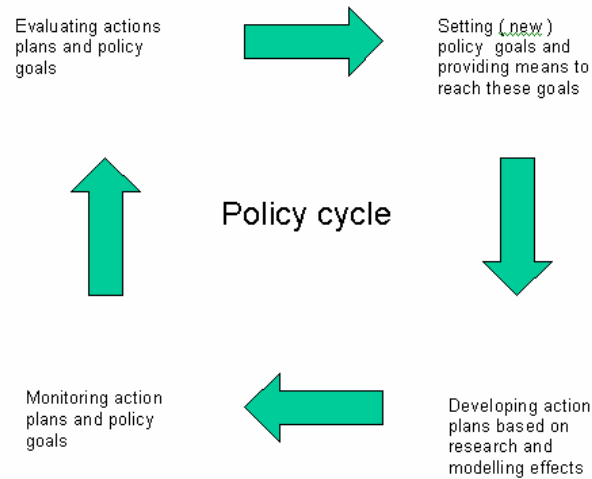 Evaluating actions
plans and policy
goals
Setting ( new )
policy goals and
providing means to
reach these goals
Policy cycle
Monitoring action
plans and policy
goals
Developing action
plans based on
research and
modelling effects